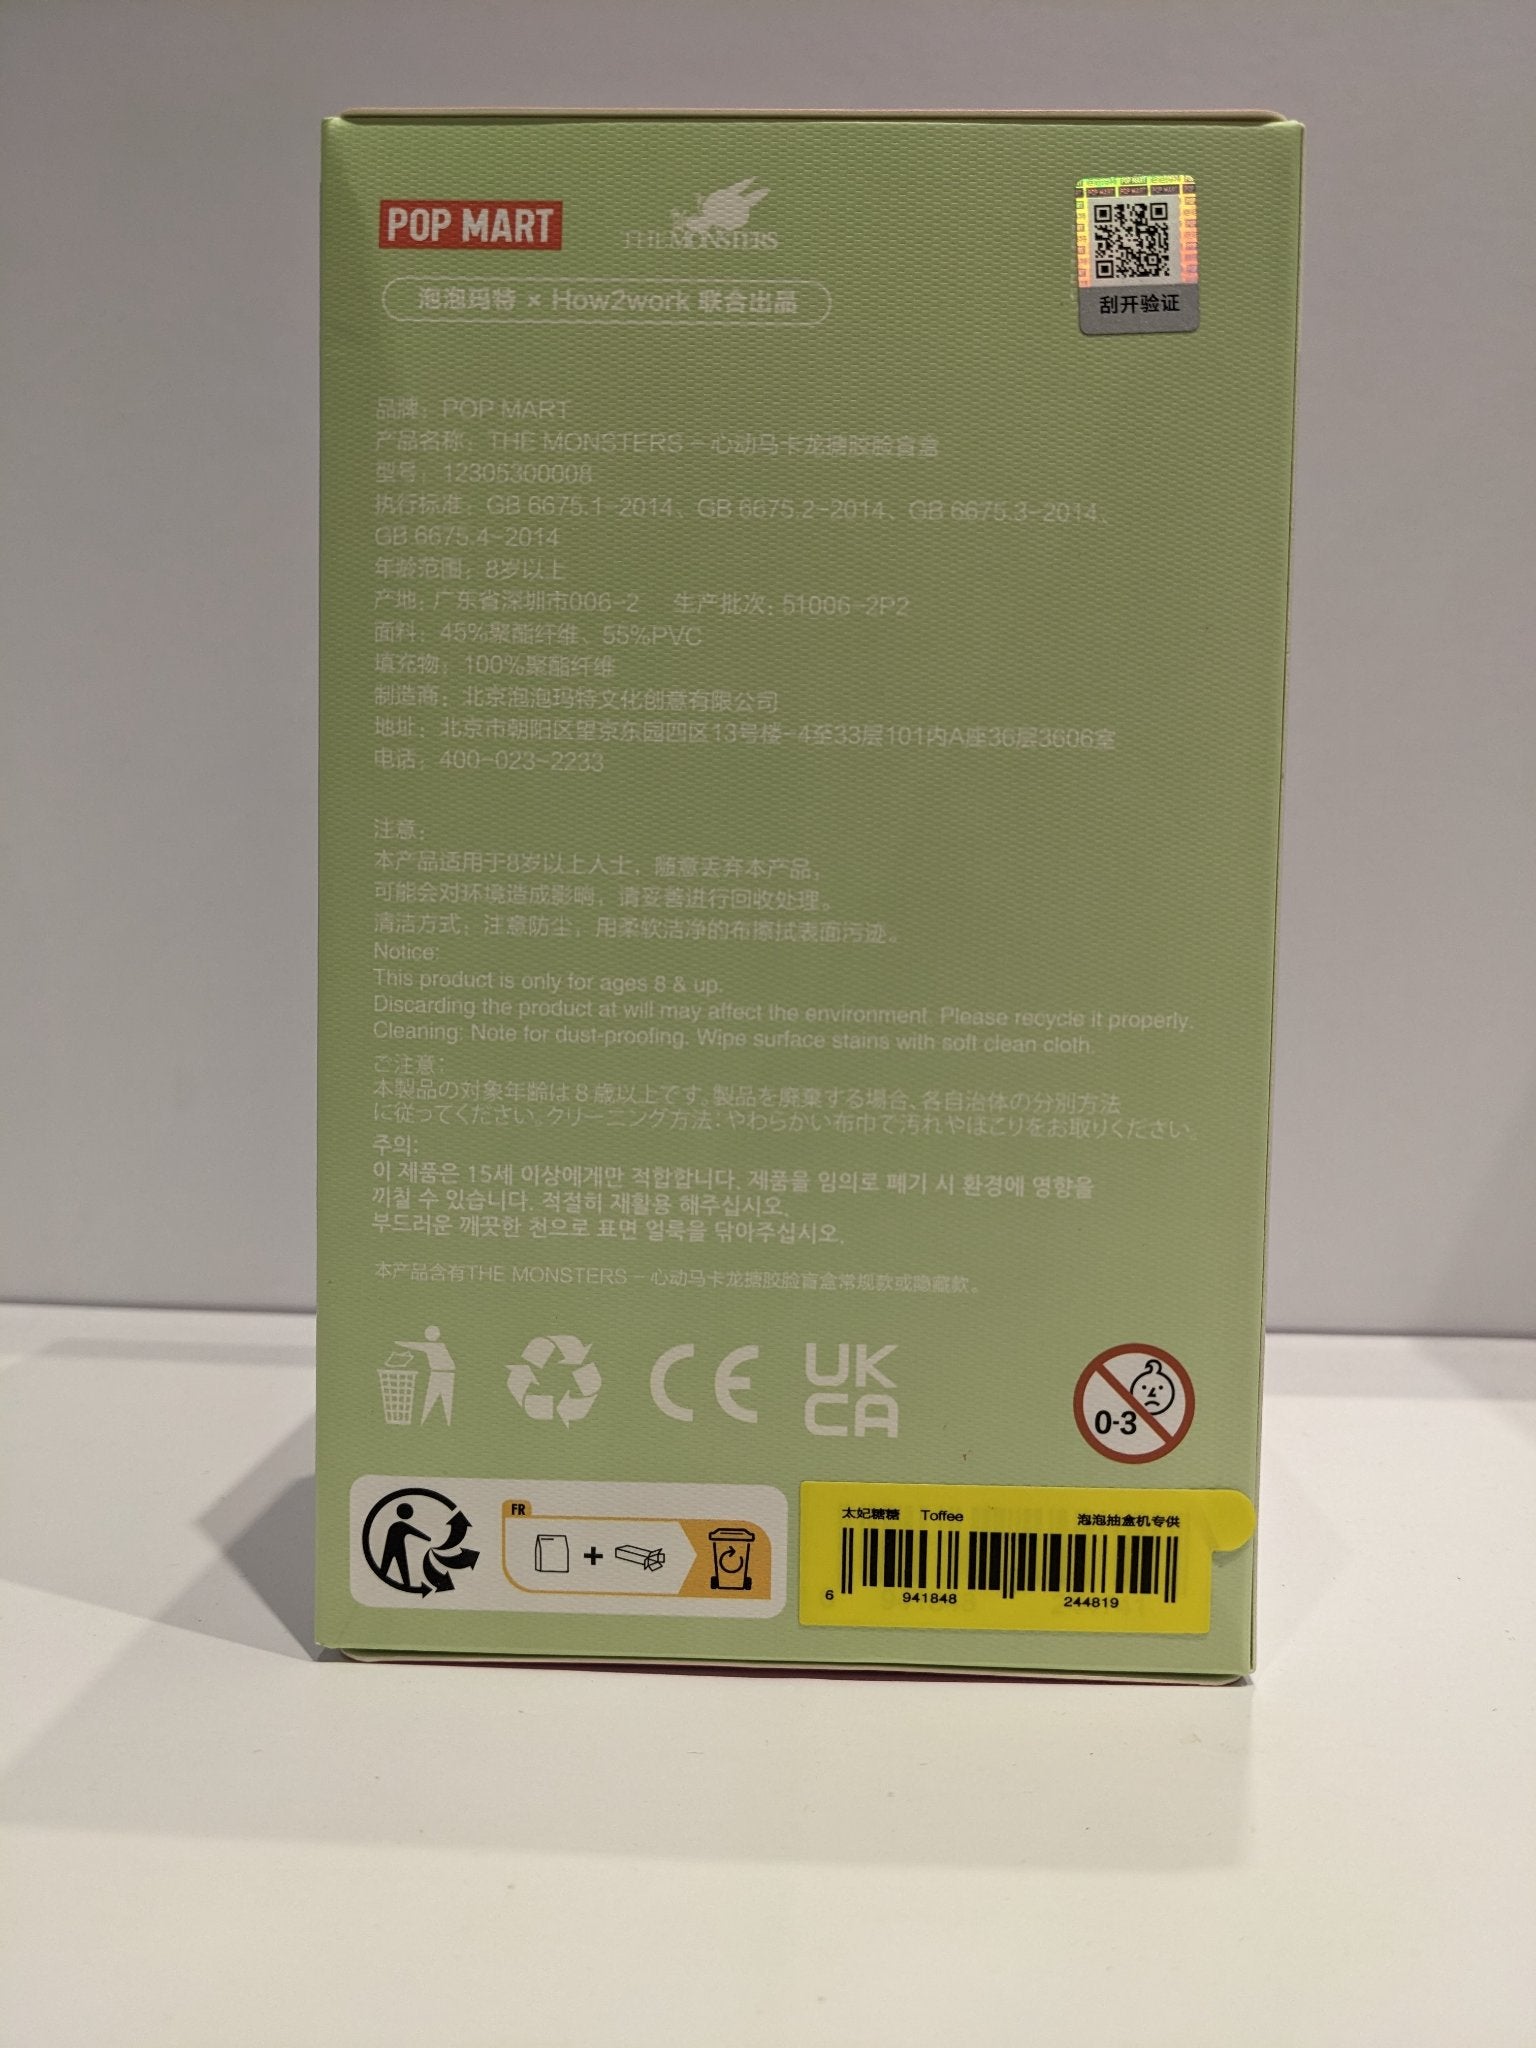 POP MART
THE MONSTERS
泡泡玛特 × How2work 联合出品
刮开验证
品牌：POP MART
产品名称：THE MONSTERS－心动马卡龙搪胶脸盲盒
型号：12305300008
执行标准：GB 6675.1-2014、GB 6675.2-2014、GB 6675.3-2014、
GB 6675.4-2014
年龄范围：8岁以上
产地：广东省深圳市006-2 生产批次：51006-2P2
面料：45%聚酯纤维、55%PVC
填充物：100%聚酯纤维
制造商：北京泡泡玛特文化创意有限公司
地址：北京市朝阳区望京东园四区13号楼-4至33层101内A座36层3606室
电话：400-023-2233
注意：
本产品适用于8岁以上人士，随意丢弃本产品，
可能会对环境造成影响，请妥善进行回收处理。
清洁方式：注意防尘，用柔软洁净的布擦拭表面污迹。
Notice:
This product is only for ages 8 & up.
Discarding the product at will may affect the environment. Please recycle it properly.
Cleaning: Note for dust-proofing. Wipe surface stains with soft clean cloth.
ご注意：
本製品の対象年齢は8歳以上です。製品を廃棄する場合、各自治体の分別方法
に従ってください。クリーニング方法：やわらかい布巾で汚れやほこりをお取りください。
주의:
이 제품은 15세 이상에게만 적합합니다. 제품을 임의로 폐기 시 환경에 영향을
끼칠 수 있습니다. 적절히 재활용 해주십시오.
부드러운 깨끗한 천으로 표면 얼룩을 닦아주십시오.
本产品含有THE MONSTERS－心动马卡龙搪胶脸盲盒常规款或隐藏款。
CE
UK
CA
0-3
FR
太妃糖糖 Toffee 泡泡抽盒机专供
6 941848 244819